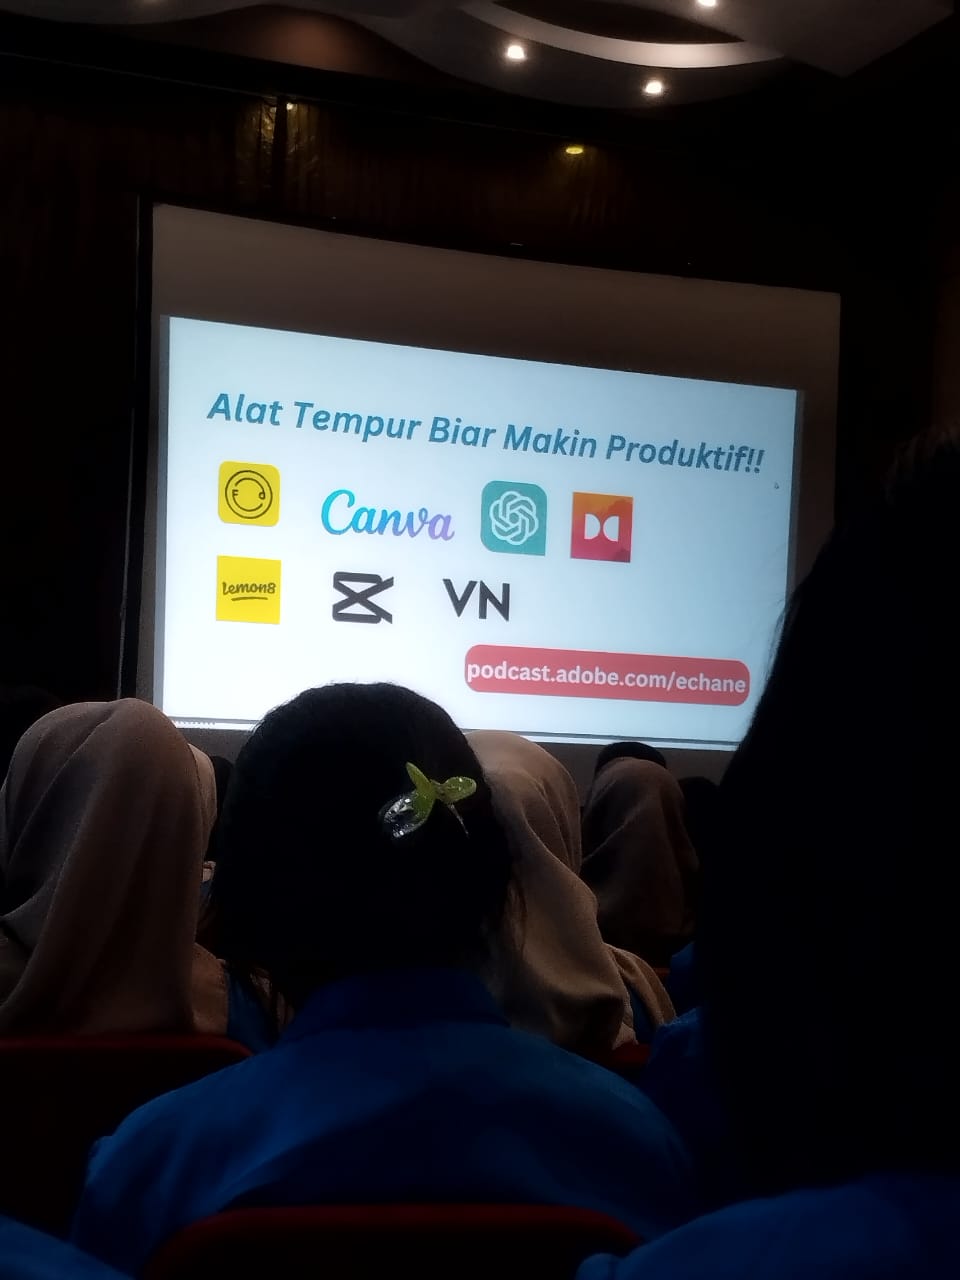 Alat Tempur Biar Makin Produktif!!
Canva
Lemon8
VN
podcast.adobe.com/echane